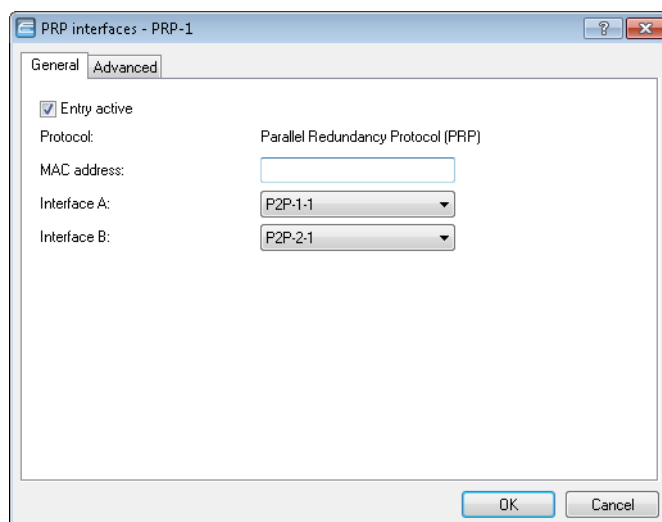 PRP interfaces - PRP-1
General Advanced
Entry active
Protocol: Parallel Redundancy Protocol (PRP)
MAC address:
Interface A: P2P-1-1
Interface B: P2P-2-1
OK Cancel